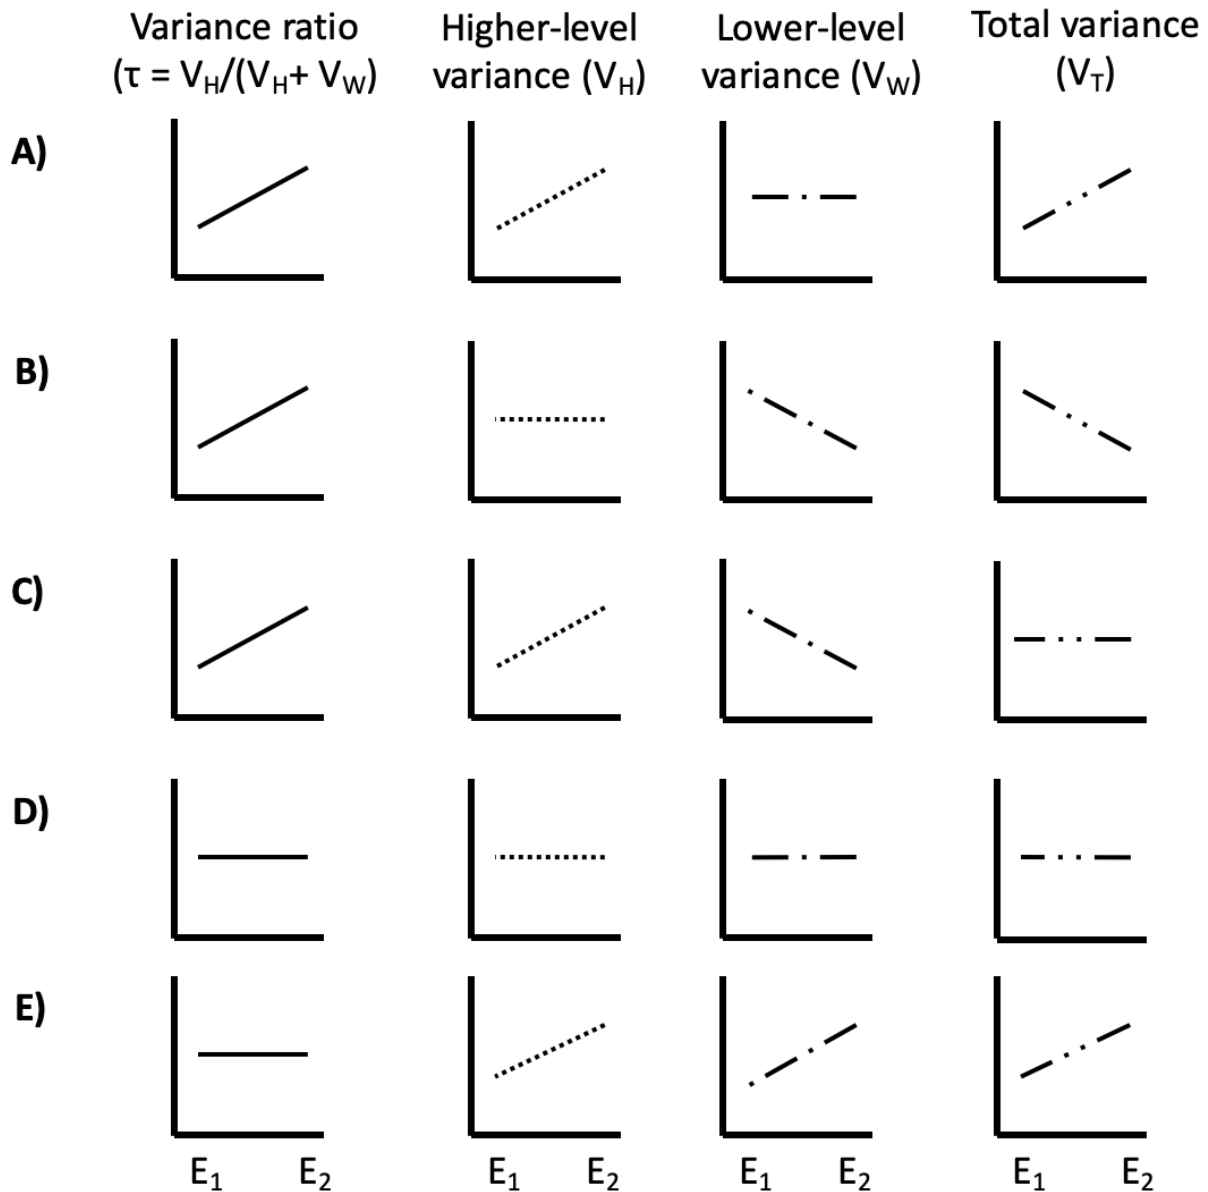 Variance ratio
(τ = V_H/(V_H+ V_W)
Higher-level
variance (V_H)
Lower-level
variance (V_W)
Total variance
(V_T)
A)
B)
C)
D)
E)
E₁ E₂ E₁ E₂ E₁ E₂ E₁ E₂